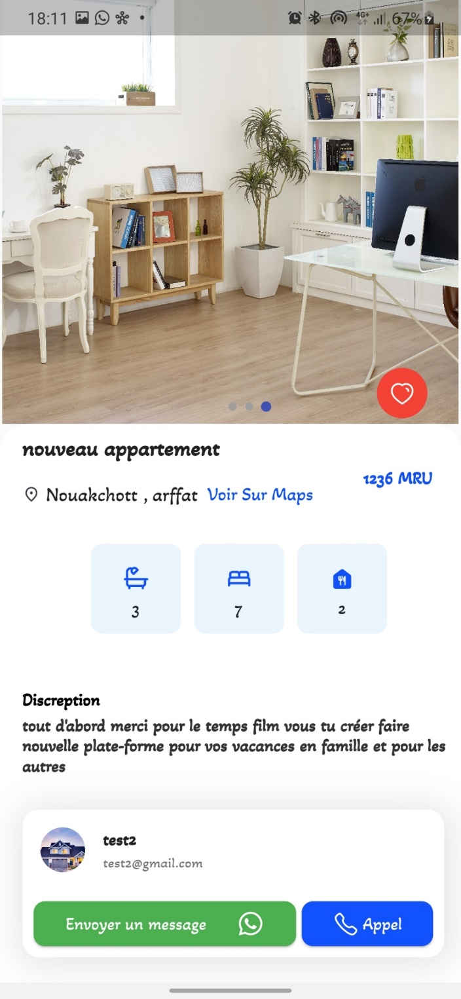 18:11
4G+
67%
nouveau appartement
1236 MRU
Nouakchott , arffat Voir Sur Maps
3
7
2
Discreption
tout d'abord merci pour le temps film vous tu créer faire
nouvelle plate-forme pour vos vacances en famille et pour les
autres
test2
test2@gmail.com
Envoyer un message
Appel